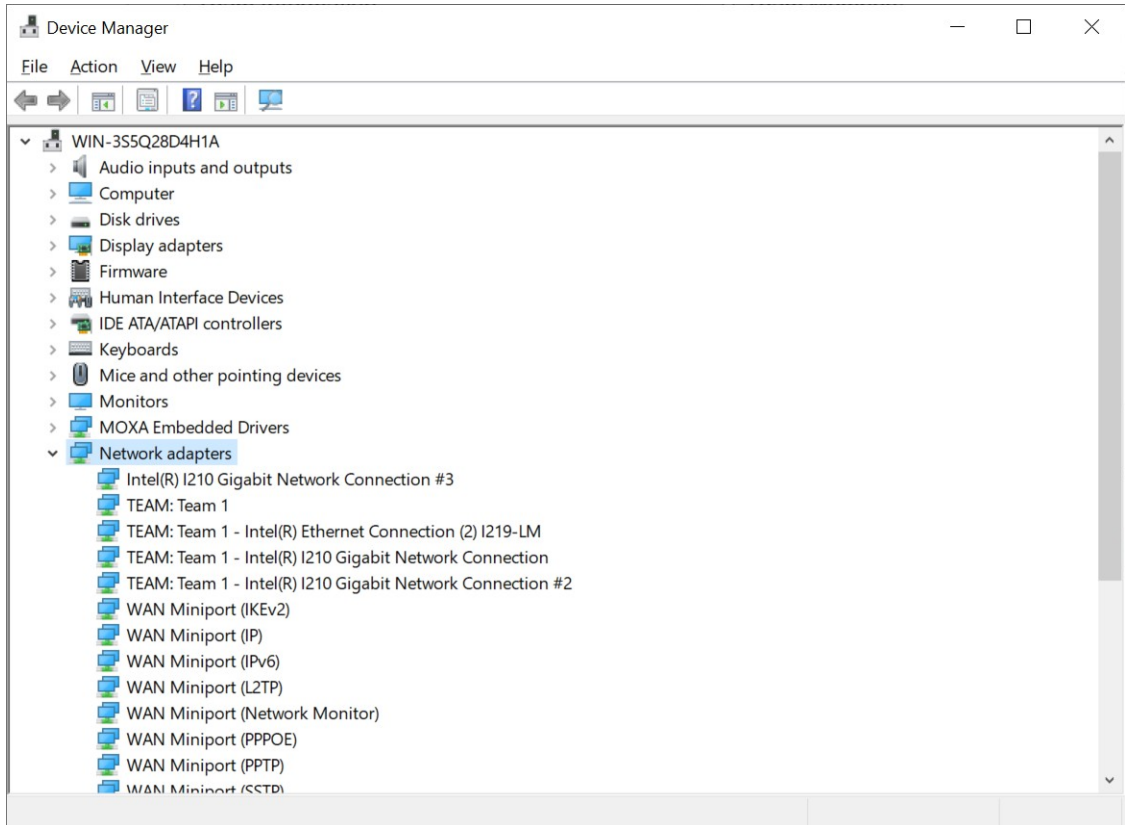 Device Manager
File Action View Help
WIN-3S5Q28D4H1A
Audio inputs and outputs
Computer
Disk drives
Display adapters
Firmware
Human Interface Devices
IDE ATA/ATAPI controllers
Keyboards
Mice and other pointing devices
Monitors
MOXA Embedded Drivers
Network adapters
Intel(R) I210 Gigabit Network Connection #3
TEAM: Team 1
TEAM: Team 1 - Intel(R) Ethernet Connection (2) I219-LM
TEAM: Team 1 - Intel(R) I210 Gigabit Network Connection
TEAM: Team 1 - Intel(R) I210 Gigabit Network Connection #2
WAN Miniport (IKEv2)
WAN Miniport (IP)
WAN Miniport (IPv6)
WAN Miniport (L2TP)
WAN Miniport (Network Monitor)
WAN Miniport (PPPOE)
WAN Miniport (PPTP)
WAN Miniport (SSTP)